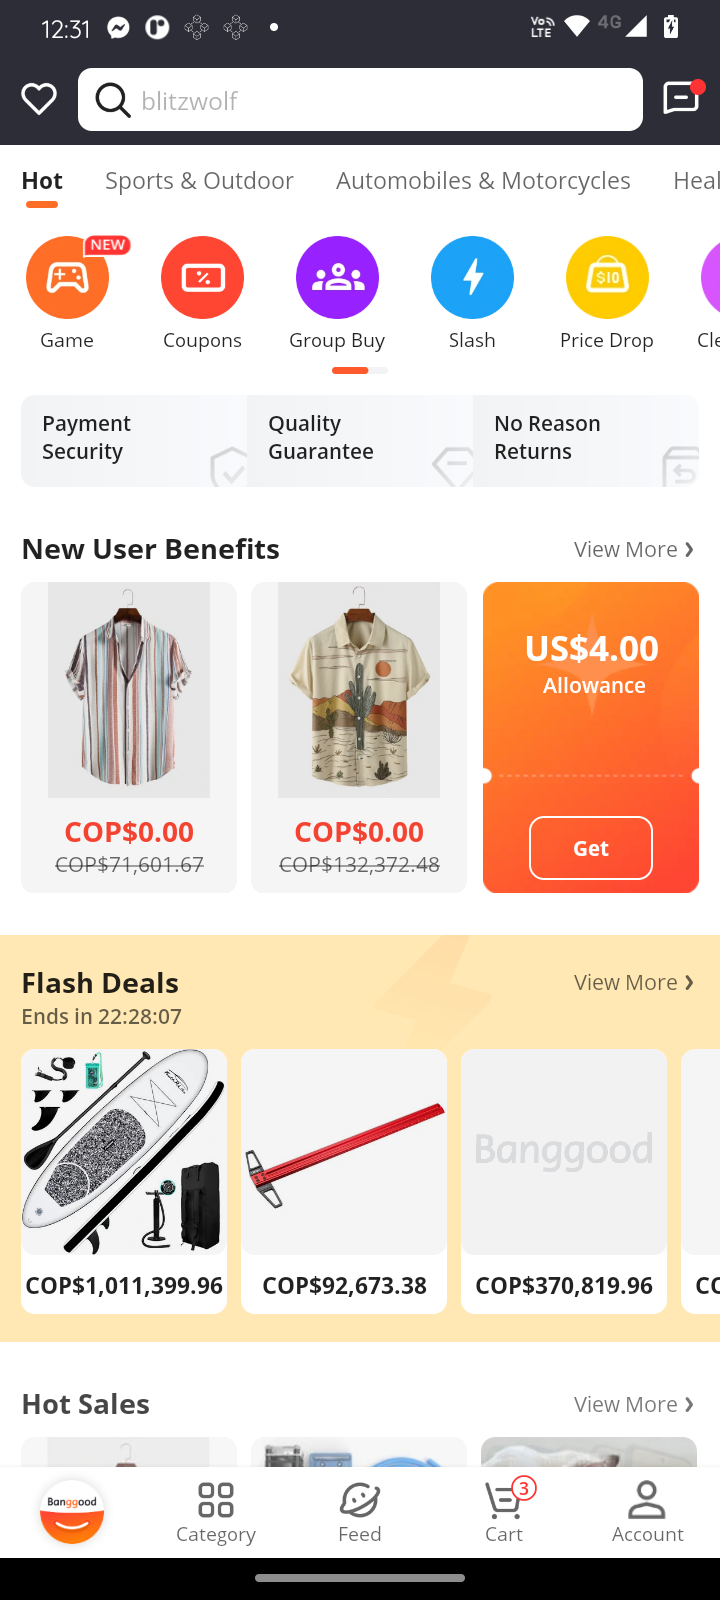 12:31
Vo LTE
4G
blitzwolf
Hot
Sports & Outdoor
Automobiles & Motorcycles
Heal
NEW
$10
Game
Coupons
Group Buy
Slash
Price Drop
Cle
Payment Security
Quality Guarantee
No Reason Returns
New User Benefits
View More
COP$0.00
COP$71,601.67
COP$0.00
COP$132,372.48
US$4.00
Allowance
Get
Flash Deals
View More
Ends in 22:28:07
Banggood
COP$1,011,399.96
COP$92,673.38
COP$370,819.96
CO
Hot Sales
View More
Banggood
Category
Feed
3
Cart
Account